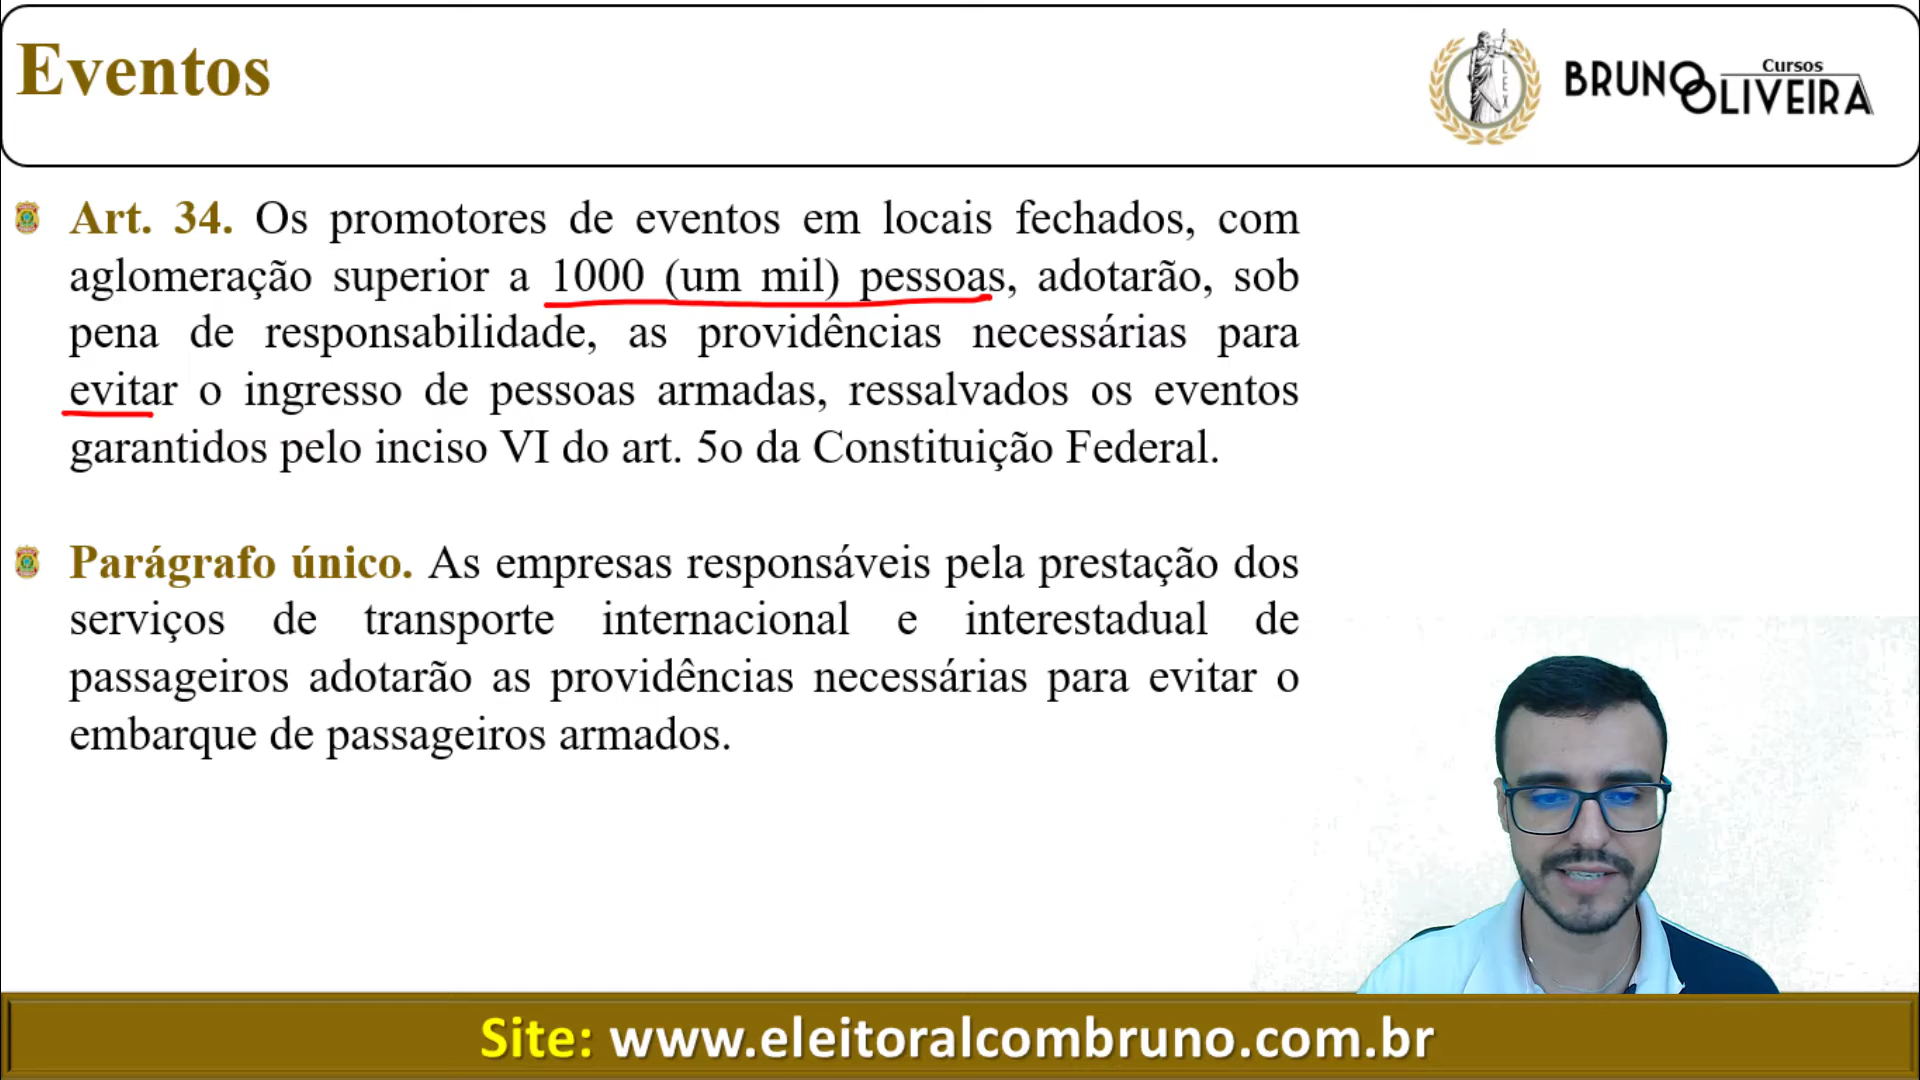 Eventos
LEX
Cursos
BRUNO OLIVEIRA
Art. 34. Os promotores de eventos em locais fechados, com
aglomeração superior a 1000 (um mil) pessoas, adotarão, sob
pena de responsabilidade, as providências necessárias para
evitar o ingresso de pessoas armadas, ressalvados os eventos
garantidos pelo inciso VI do art. 5o da Constituição Federal.
Parágrafo único. As empresas responsáveis pela prestação dos
serviços de transporte internacional e interestadual de
passageiros adotarão as providências necessárias para evitar o
embarque de passageiros armados.
Site: www.eleitoralcombruno.com.br